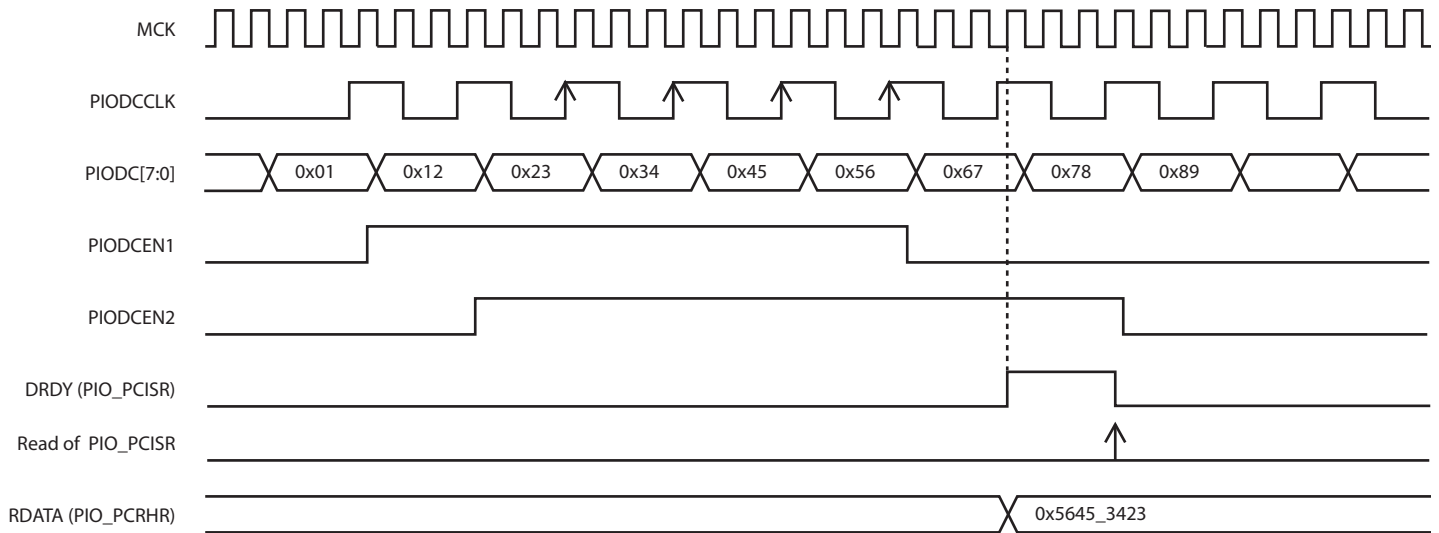 MCK
PIODCCLK
PIODC[7:0] 0x01 0x12 0x23 0x34 0x45 0x56 0x67 0x78 0x89
PIODCEN1
PIODCEN2
DRDY (PIO_PCISR)
Read of PIO_PCISR
RDATA (PIO_PCRHR) 0x5645_3423